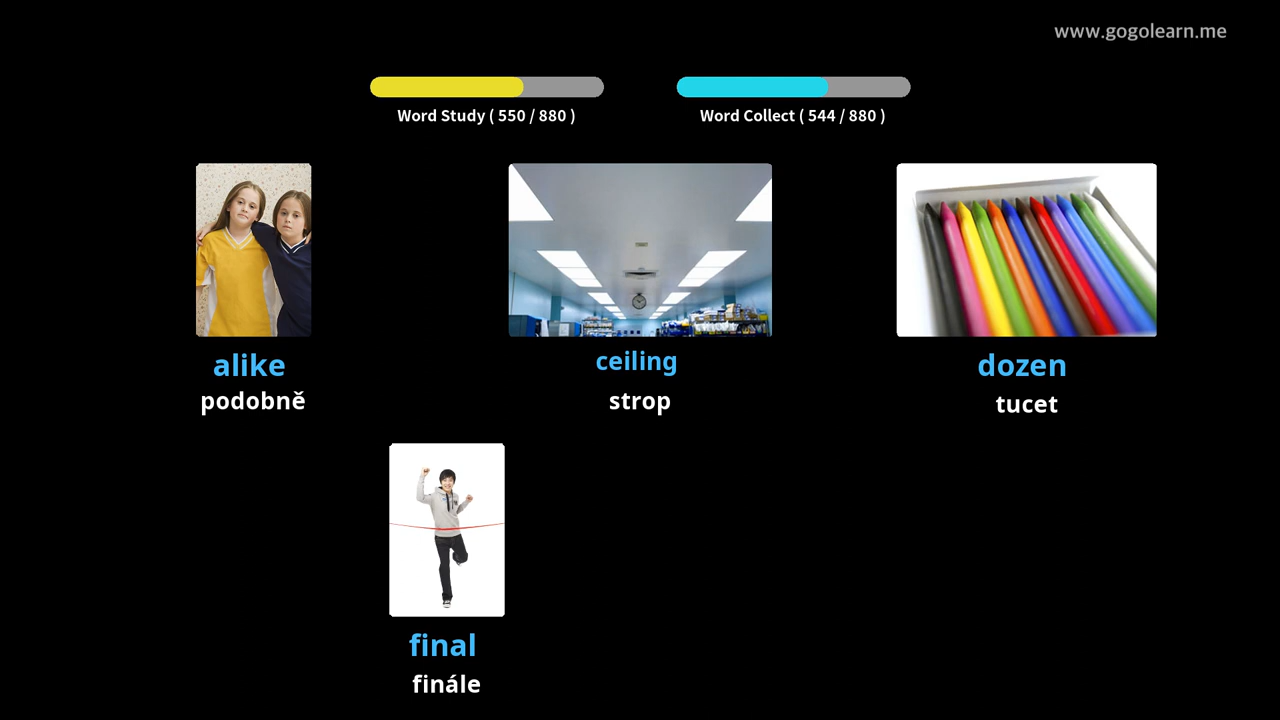 www.gogolearn.me
Word Study ( 550 / 880 )
Word Collect ( 544 / 880 )
alike
podobně
ceiling
strop
dozen
tucet
final
finále